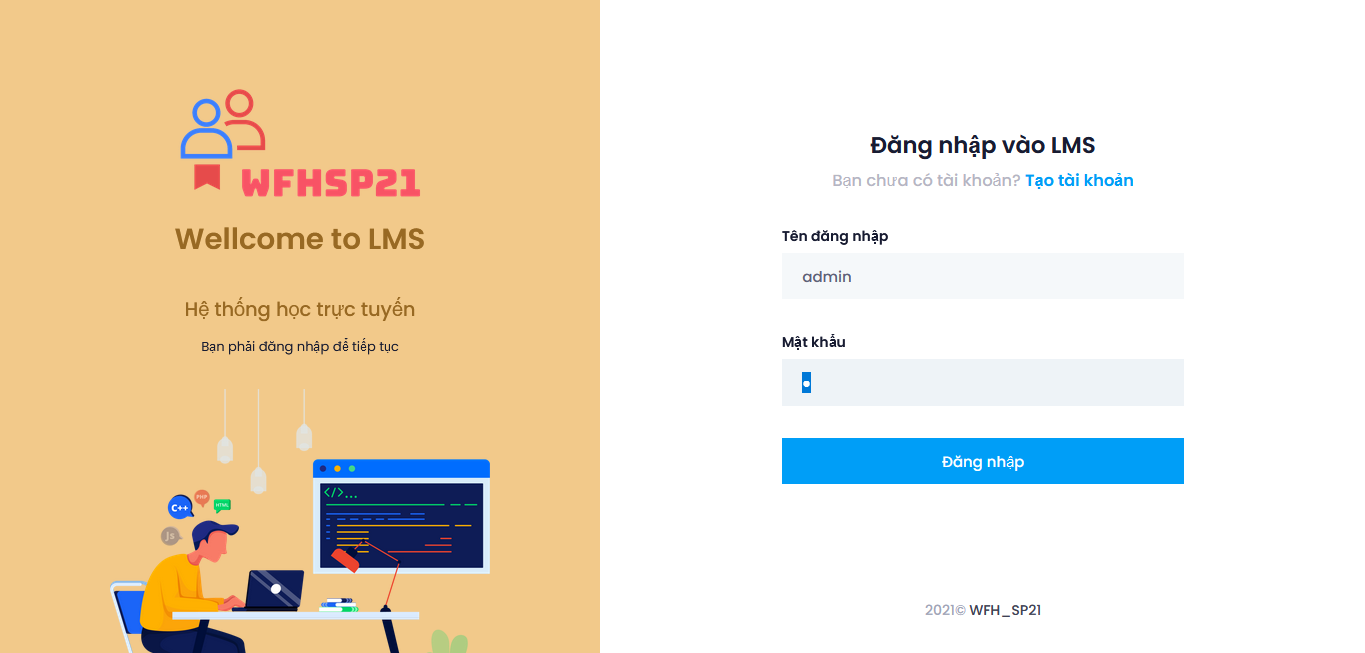 WFHSP21
Wellcome to LMS
Hệ thống học trực tuyến
Bạn phải đăng nhập để tiếp tục
</>...
PHP
C++
HTML
Js
Đăng nhập vào LMS
Bạn chưa có tài khoản? Tạo tài khoản
Tên đăng nhập
admin
Mật khẩu
Đăng nhập
2021© WFH_SP21